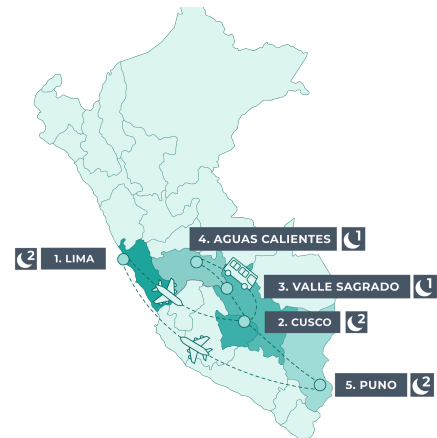 4. AGUAS CALIENTES 1
2 1. LIMA
3. VALLE SAGRADO 1
2. CUSCO 2
5. PUNO 2